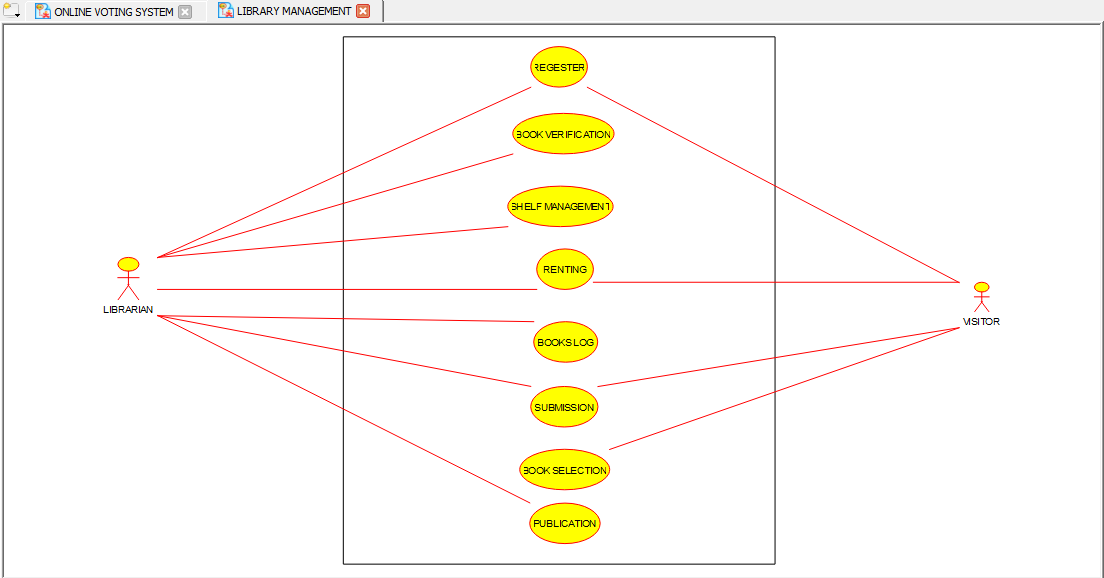 ONLINE VOTING SYSTEM
LIBRARY MANAGEMENT
REGESTER
BOOK VERIFICATION
SHELF MANAGEMENT
RENTING
LIBRARIAN
VISITOR
BOOKS LOG
SUBMISSION
BOOK SELECTION
PUBLICATION